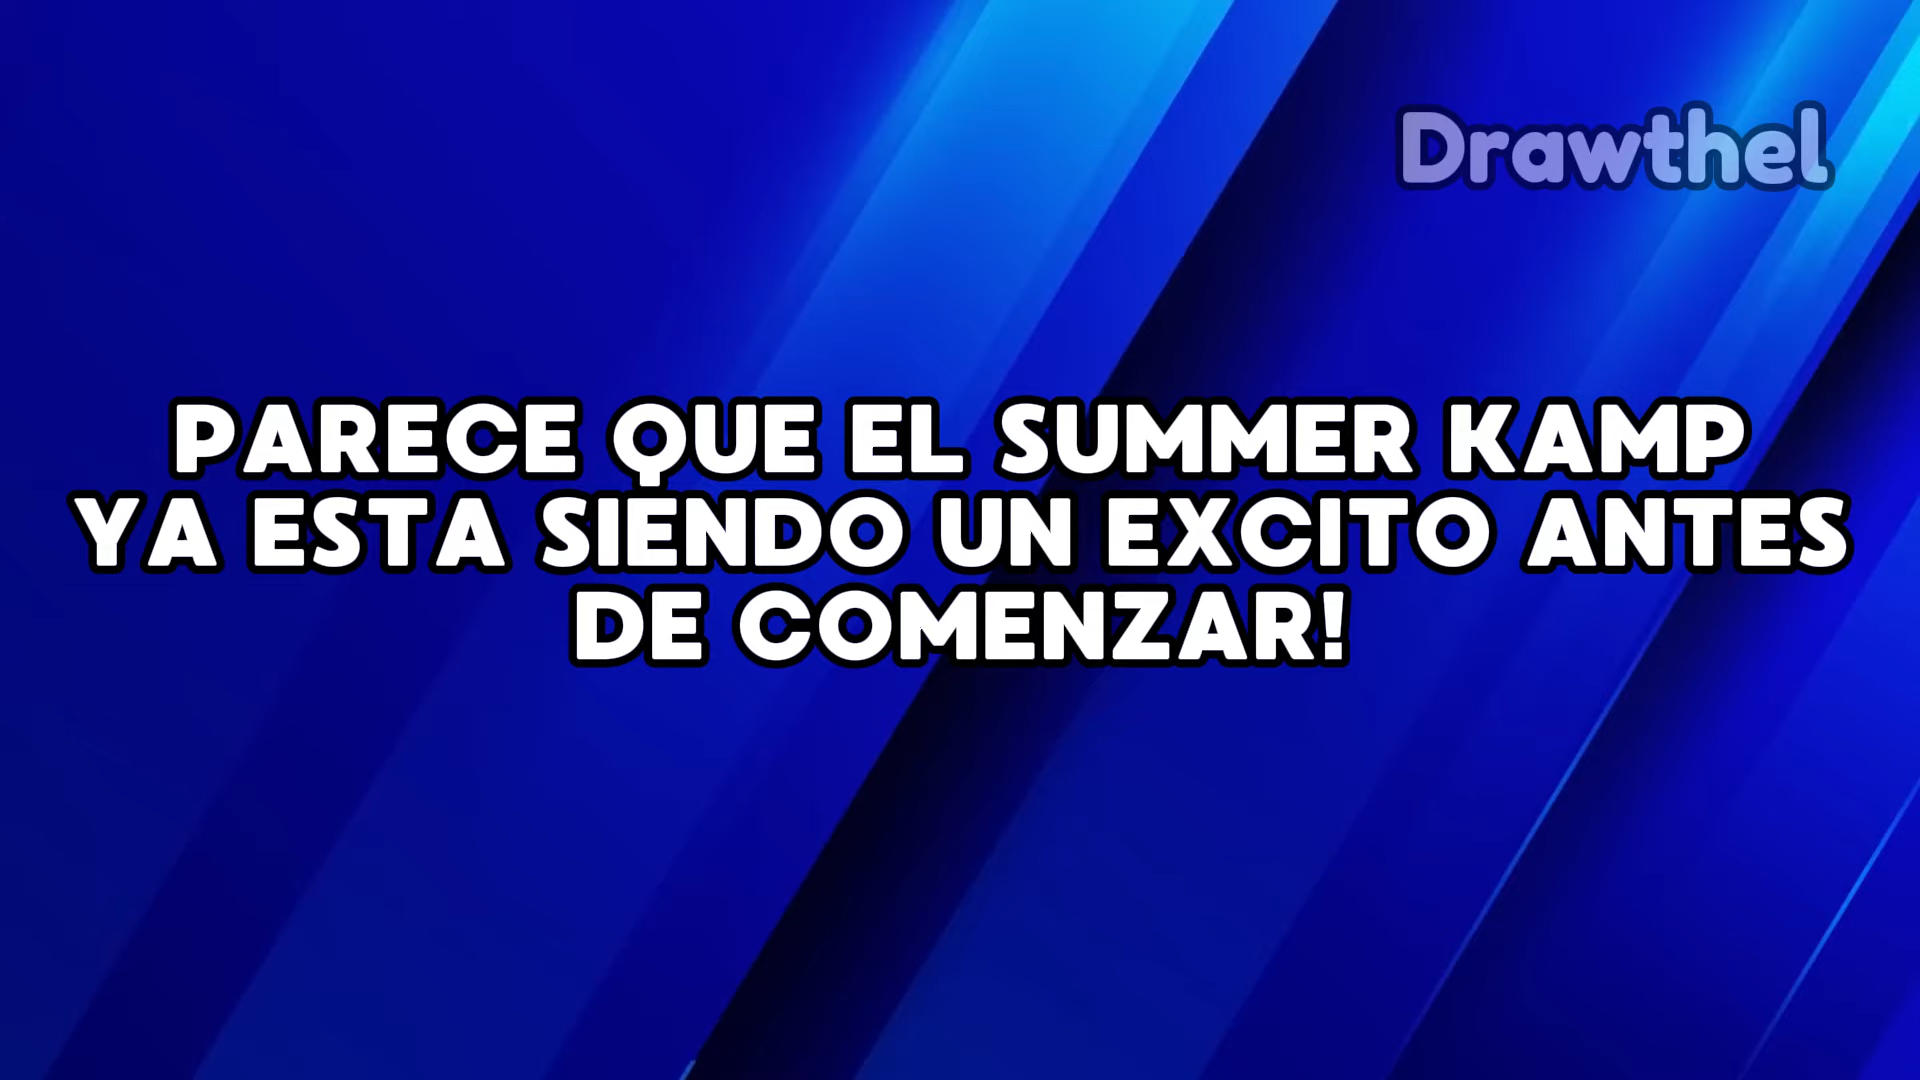 Drawthel
PARECE QUE EL SUMMER KAMP
YA ESTA SIENDO UN EXCITO ANTES
DE COMENZAR!